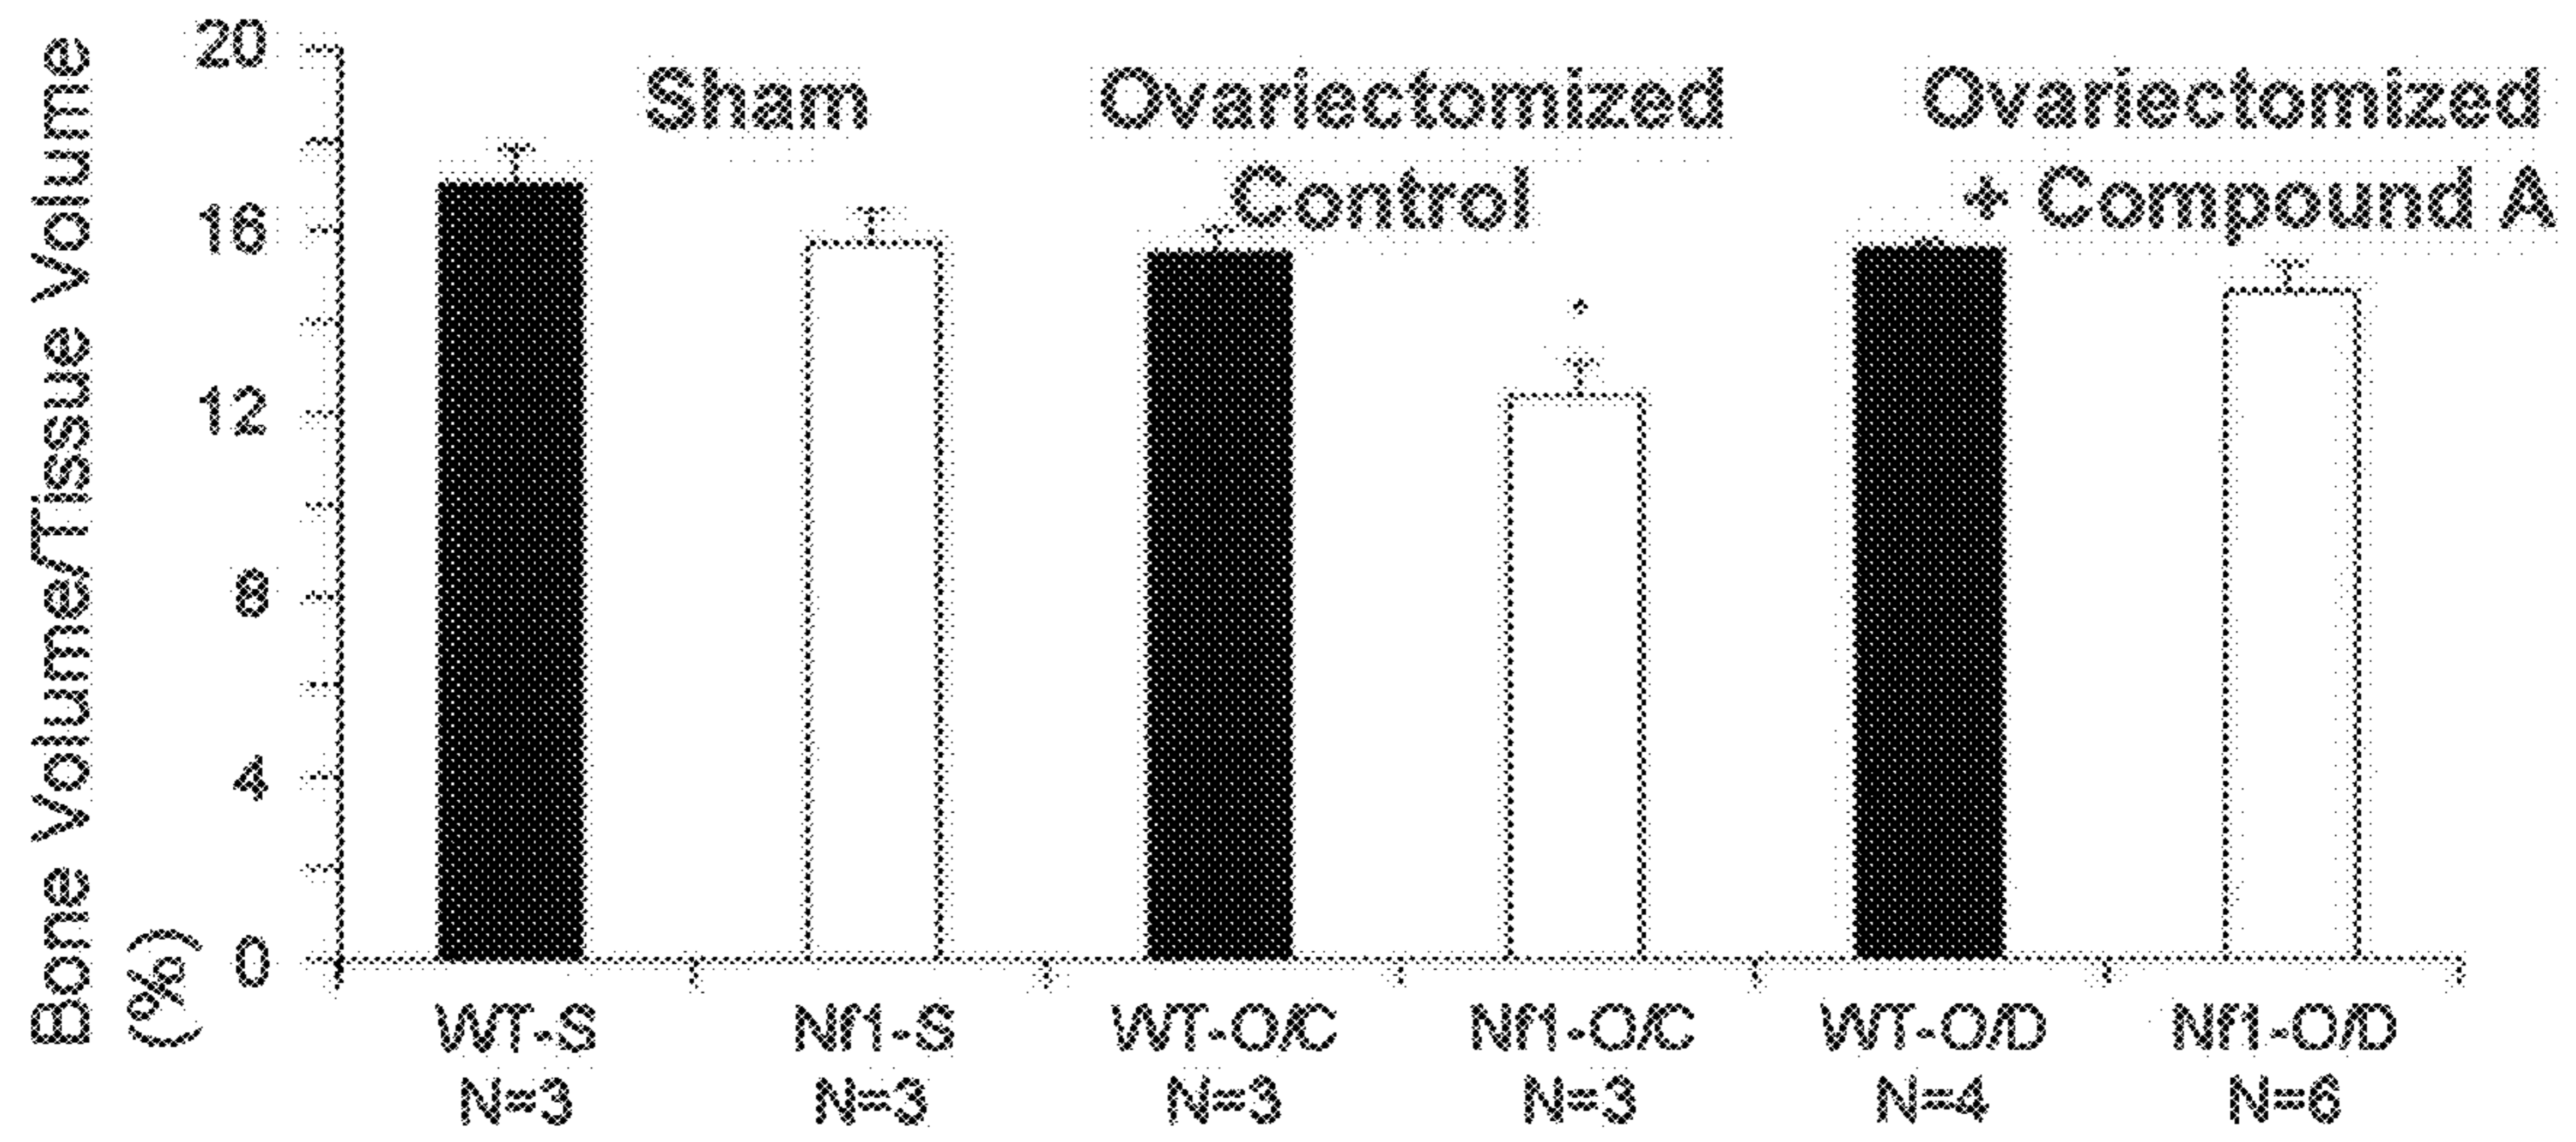 Bone Volume/Tissue Volume
(%)
20
16
12
8
4
0
Sham
Ovariectomized
Control
Ovariectomized
+ Compound A
*
WT-S
N=3
Nf1-S
N=3
WT-O/C
N=3
Nf1-O/C
N=3
WT-O/D
N=4
Nf1-O/D
N=6